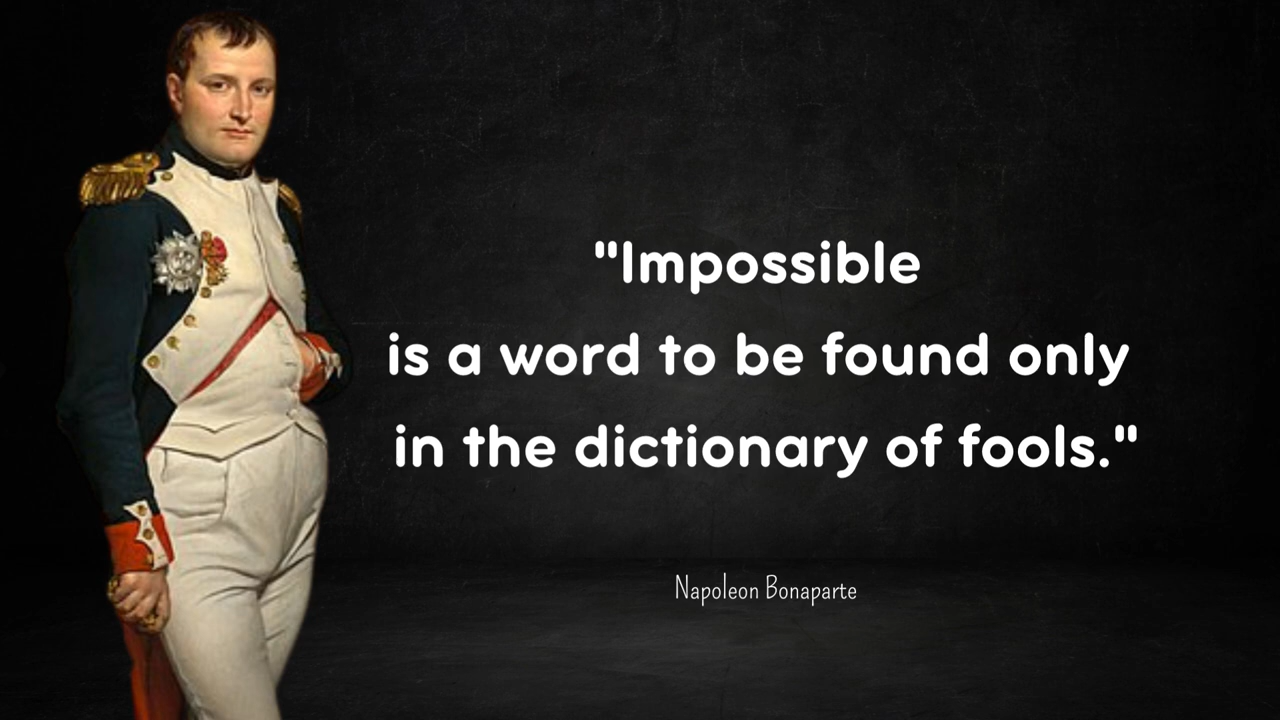 "Impossible
is a word to be found only
in the dictionary of fools."
Napoleon Bonaparte